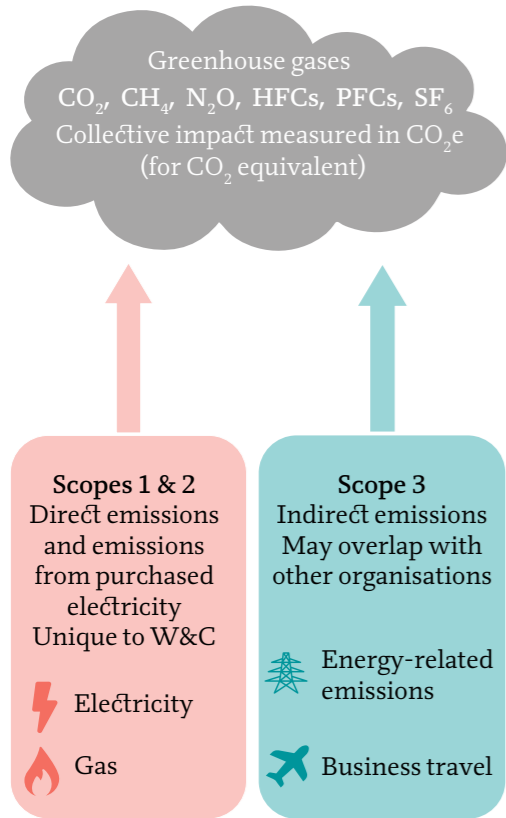 Greenhouse gases
CO₂, CH₄, N₂O, HFCs, PFCs, SF₆
Collective impact measured in CO₂e
(for CO₂ equivalent)
Scopes 1 & 2
Direct emissions
and emissions
from purchased
electricity
Unique to W&C
Electricity
Gas
Scope 3
Indirect emissions
May overlap with
other organisations
Energy-related
emissions
Business travel